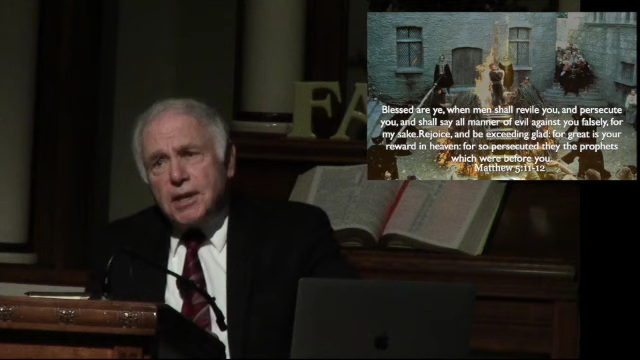 FA
Blessed are ye, when men shall revile you, and persecute
you, and shall say all manner of evil against you falsely, for
my sake.Rejoice, and be exceeding glad: for great is your
reward in heaven: for so persecuted they the prophets
which were before you.
Matthew 5:11-12